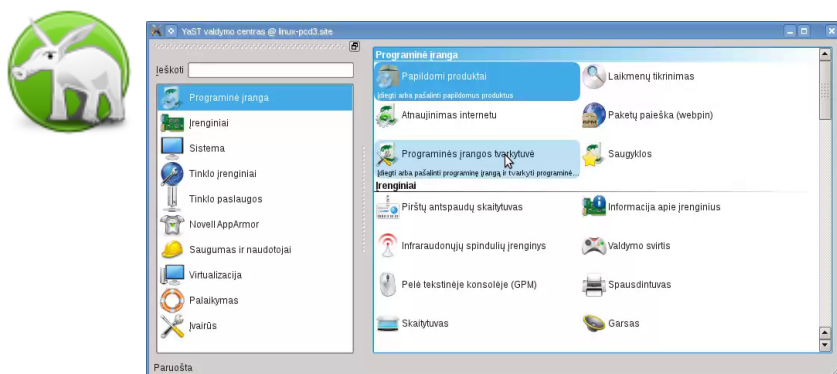 YaST valdymo centras @ linux-pcd3.site
Ieškoti
Programinė įranga
Įrenginiai
Sistema
Tinklo įrenginiai
Tinklo paslaugos
Novell AppArmor
Saugumas ir naudotojai
Virtualizacija
Palaikymas
Įvairūs
Programinė įranga
Papildomi produktai
Įdiegti arba pašalinti papildomus produktus
Laikmenų tikrinimas
Atnaujinimas internetu
Paketų paieška (webpin)
Programinės įrangos tvarkytuvė
Įdiegti arba pašalinti programinę įrangą ir tvarkyti programinė...
Saugyklos
Įrenginiai
Pirštų antspaudų skaitytuvas
Informacija apie įrenginius
Infraraudonųjų spindulių įrenginys
Valdymo svirtis
Pelė tekstinėje konsolėje (GPM)
Spausdintuvas
Skaitytuvas
Garsas
Paruošta